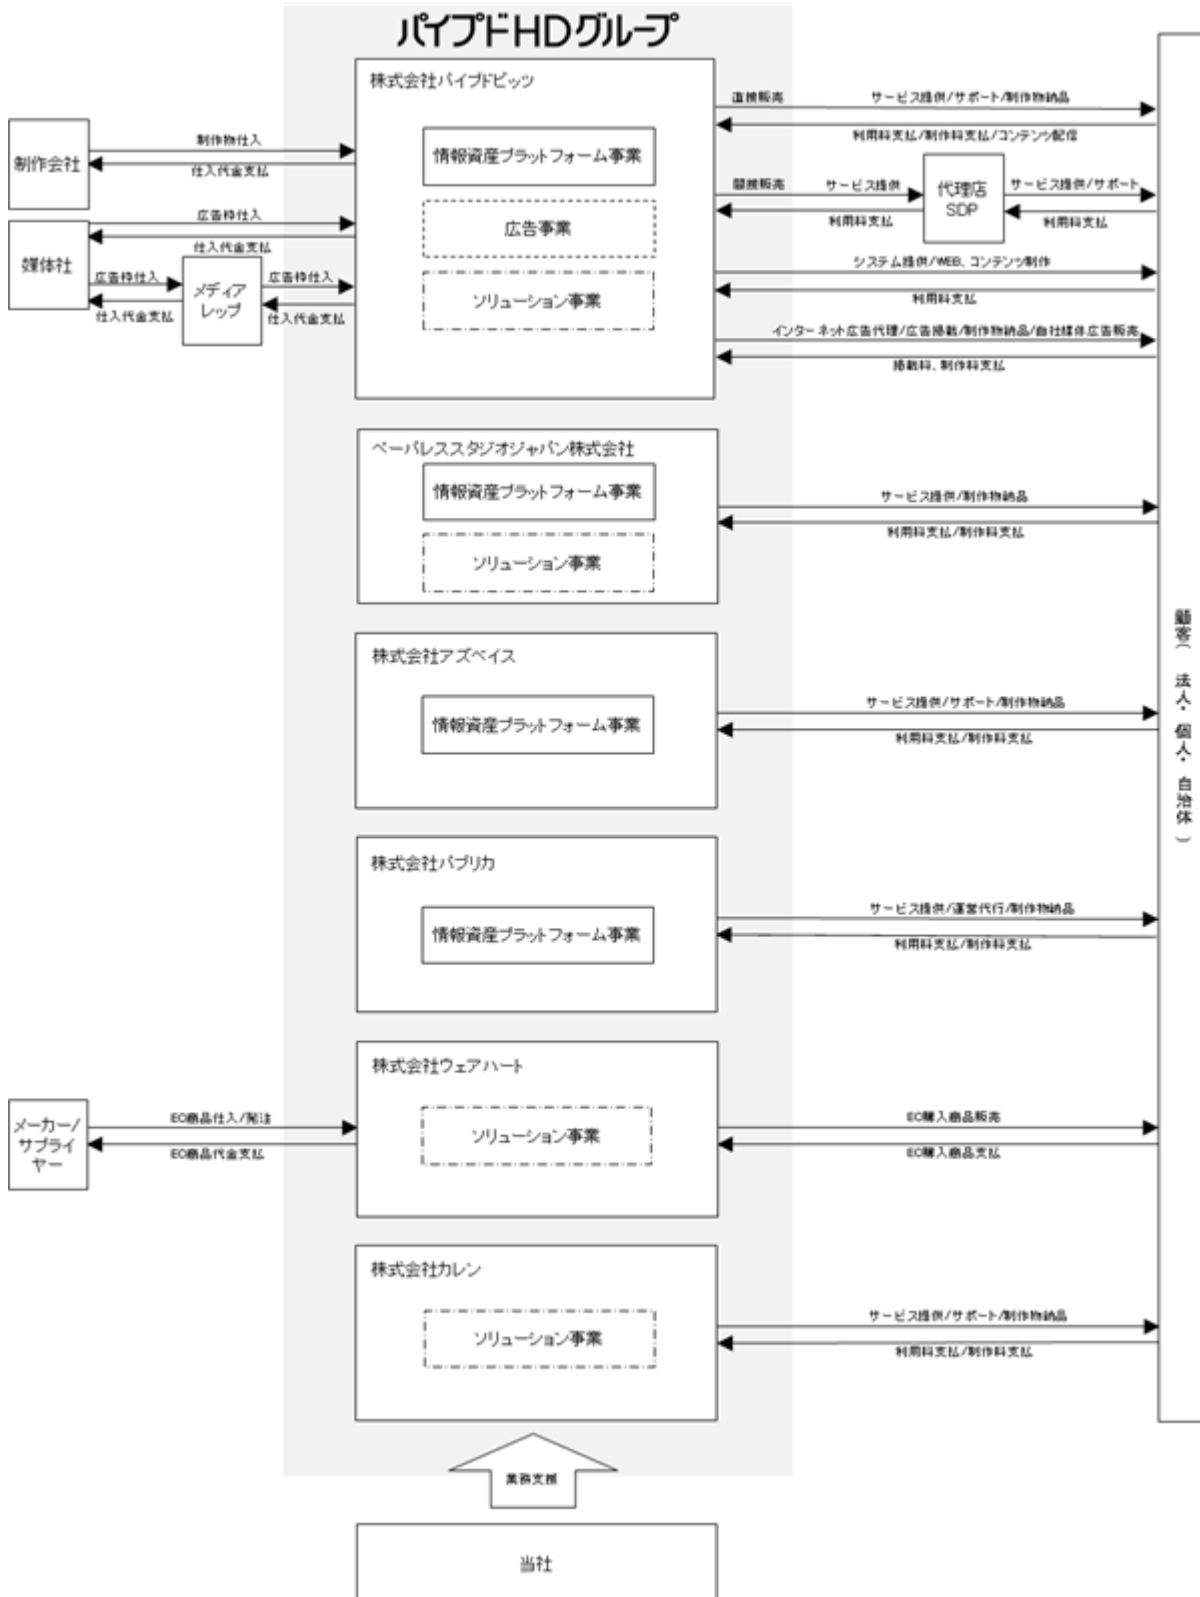 パイプドHDグループ
株式会社パイプドビッツ
情報資産プラットフォーム事業
広告事業
ソリューション事業
制作会社
制作物仕入
仕入代金支払
媒体社
広告枠仕入
仕入代金支払
広告枠仕入
仕入代金支払
メディア
レップ
広告枠仕入
仕入代金支払
直接販売
サービス提供/サポート/制作物納品
利用料支払/制作料支払/コンテンツ配信
間接販売
サービス提供
利用料支払
代理店
SDP
サービス提供/サポート
利用料支払
システム提供/WEB、コンテンツ制作
利用料支払
インターネット広告代理/広告掲載/制作物納品/自社媒体広告販売
掲載料、制作料支払
ペーパレススタジオジャパン株式会社
情報資産プラットフォーム事業
ソリューション事業
サービス提供/制作物納品
利用料支払/制作料支払
株式会社アズベイス
情報資産プラットフォーム事業
サービス提供/サポート/制作物納品
利用料支払/制作料支払
株式会社パブリカ
情報資産プラットフォーム事業
サービス提供/運営代行/制作物納品
利用料支払/制作料支払
株式会社ウェアハート
ソリューション事業
メーカー/
サプライ
ヤー
EC商品仕入/発注
EC商品代金支払
EC購入商品販売
EC購入商品支払
株式会社カレン
ソリューション事業
サービス提供/サポート/制作物納品
利用料支払/制作料支払
業務支援
当社
顧客(法人・個人・自治体)